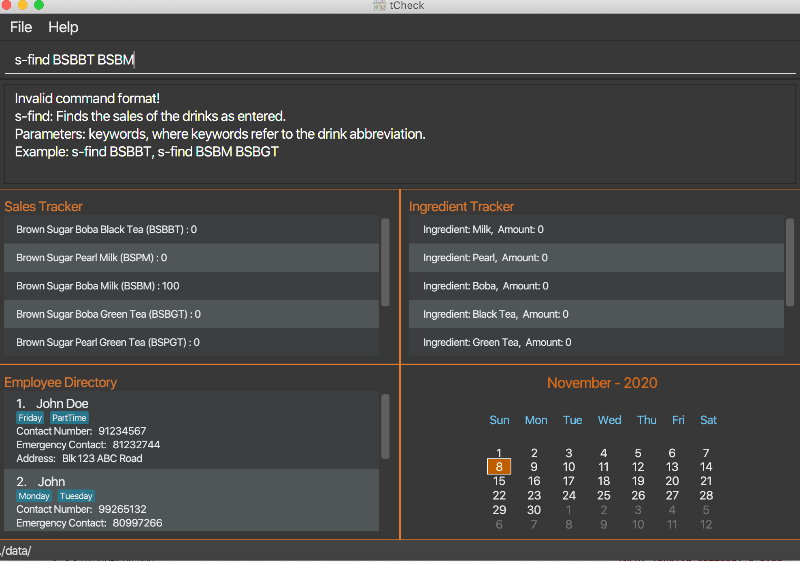 tCheck
File Help
s-find BSBBT BSBM
Invalid command format!
s-find: Finds the sales of the drinks as entered.
Parameters: keywords, where keywords refer to the drink abbreviation.
Example: s-find BSBBT, s-find BSBM BSBGT
Sales Tracker
Brown Sugar Boba Black Tea (BSBBT) : 0
Brown Sugar Pearl Milk (BSPM) : 0
Brown Sugar Boba Milk (BSBM) : 100
Brown Sugar Boba Green Tea (BSBGT) : 0
Brown Sugar Pearl Green Tea (BSPGT) : 0
Ingredient Tracker
Ingredient: Milk, Amount: 0
Ingredient: Pearl, Amount: 0
Ingredient: Boba, Amount: 0
Ingredient: Black Tea, Amount: 0
Ingredient: Green Tea, Amount: 0
Employee Directory
1. John Doe
Friday PartTime
Contact Number: 91234567
Emergency Contact: 81232744
Address: Blk 123 ABC Road
2. John
Monday Tuesday
Contact Number: 99265132
Emergency Contact: 80997266
November - 2020
Sun Mon Tue Wed Thu Fri Sat
1 2 3 4 5 6 7
8 9 10 11 12 13 14
15 16 17 18 19 20 21
22 23 24 25 26 27 28
29 30 1 2 3 4 5
6 7 8 9 10 11 12
./data/